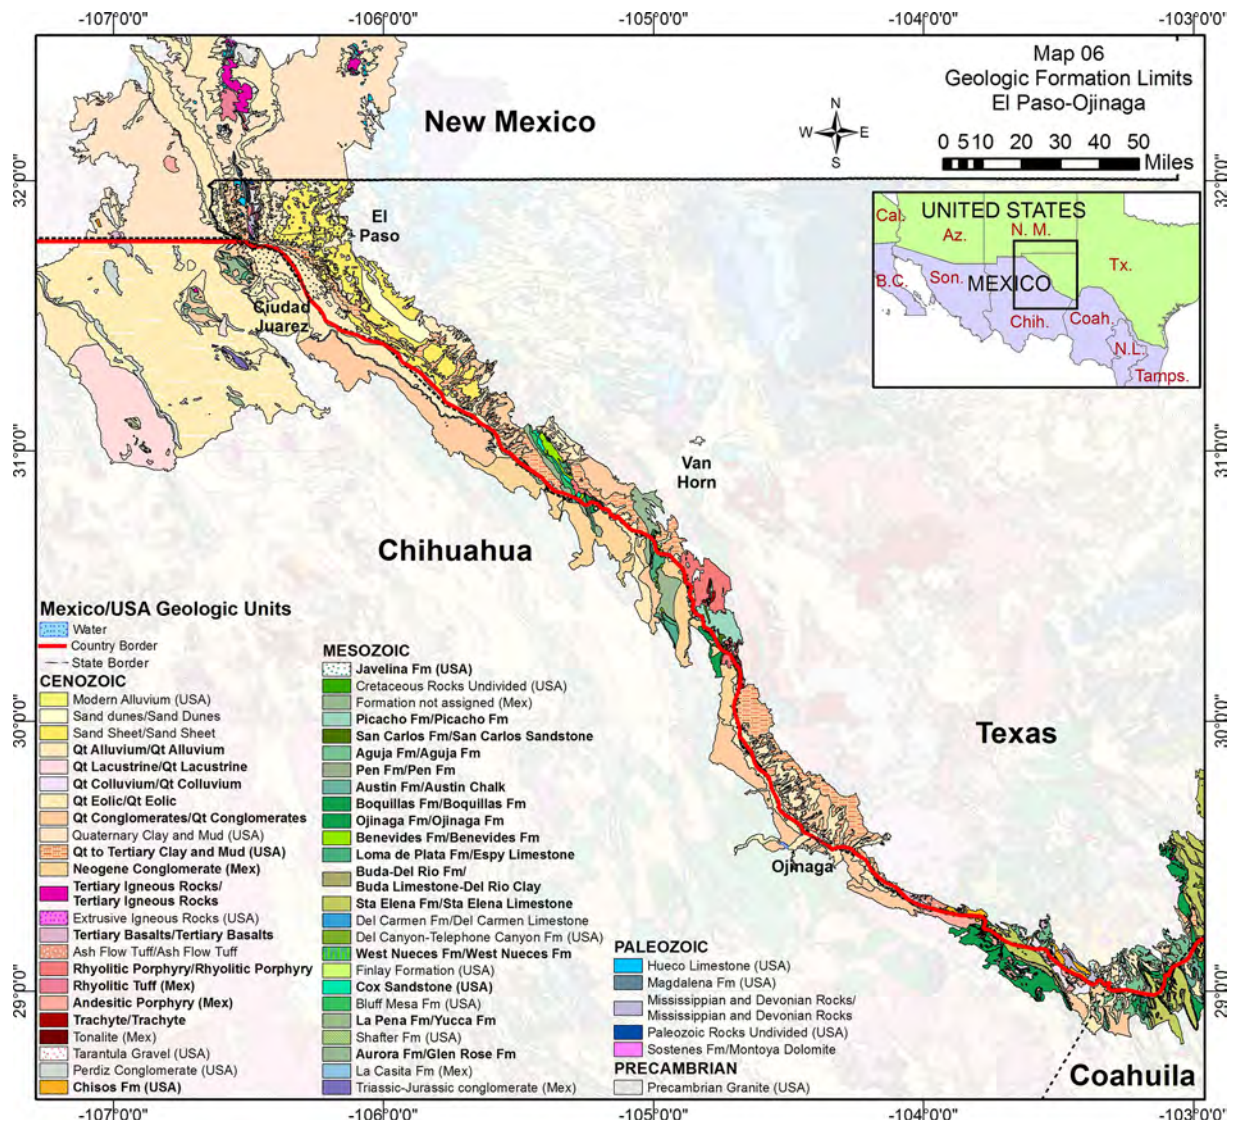 -107°0'0"
-106°0'0"
-105°0'0"
-104°0'0"
-103°0'0"
Map 06
Geologic Formation Limits
El Paso-Ojinaga
New Mexico
N
W
E
S
0 5 10 20 30 40 50
Miles
32°0'0"
32°0'0"
UNITED STATES
Cal.
Az.
N. M.
Tx.
B.C.
Son.
MEXICO
Chih.
Coah.
N.L.
Tamps.
El
Paso
Ciudad
Juarez
31°0'0"
31°0'0"
Van
Horn
Chihuahua
Texas
30°0'0"
30°0'0"
Ojinaga
29°0'0"
29°0'0"
Coahuila
Mexico/USA Geologic Units
Water
Country Border
State Border
CENOZOIC
Modern Alluvium (USA)
Sand dunes/Sand Dunes
Sand Sheet/Sand Sheet
Qt Alluvium/Qt Alluvium
Qt Lacustrine/Qt Lacustrine
Qt Colluvium/Qt Colluvium
Qt Eolic/Qt Eolic
Qt Conglomerates/Qt Conglomerates
Quaternary Clay and Mud (USA)
Qt to Tertiary Clay and Mud (USA)
Neogene Conglomerate (Mex)
Tertiary Igneous Rocks/
Tertiary Igneous Rocks
Extrusive Igneous Rocks (USA)
Tertiary Basalts/Tertiary Basalts
Ash Flow Tuff/Ash Flow Tuff
Rhyolitic Porphyry/Rhyolitic Porphyry
Rhyolitic Tuff (Mex)
Andesitic Porphyry (Mex)
Trachyte/Trachyte
Tonalite (Mex)
Tarantula Gravel (USA)
Perdiz Conglomerate (USA)
Chisos Fm (USA)
MESOZOIC
Javelina Fm (USA)
Cretaceous Rocks Undivided (USA)
Formation not assigned (Mex)
Picacho Fm/Picacho Fm
San Carlos Fm/San Carlos Sandstone
Aguja Fm/Aguja Fm
Pen Fm/Pen Fm
Austin Fm/Austin Chalk
Boquillas Fm/Boquillas Fm
Ojinaga Fm/Ojinaga Fm
Benevides Fm/Benevides Fm
Loma de Plata Fm/Espy Limestone
Buda-Del Rio Fm/
Buda Limestone-Del Rio Clay
Sta Elena Fm/Sta Elena Limestone
Del Carmen Fm/Del Carmen Limestone
Del Canyon-Telephone Canyon Fm (USA)
West Nueces Fm/West Nueces Fm
Finlay Formation (USA)
Cox Sandstone (USA)
Bluff Mesa Fm (USA)
La Pena Fm/Yucca Fm
Shafter Fm (USA)
Aurora Fm/Glen Rose Fm
La Casita Fm (Mex)
Triassic-Jurassic conglomerate (Mex)
PALEOZOIC
Hueco Limestone (USA)
Magdalena Fm (USA)
Mississippian and Devonian Rocks/
Mississippian and Devonian Rocks
Paleozoic Rocks Undivided (USA)
Sostenes Fm/Montoya Dolomite
PRECAMBRIAN
Precambrian Granite (USA)
-107°0'0"
-106°0'0"
-105°0'0"
-104°0'0"
-103°0'0"